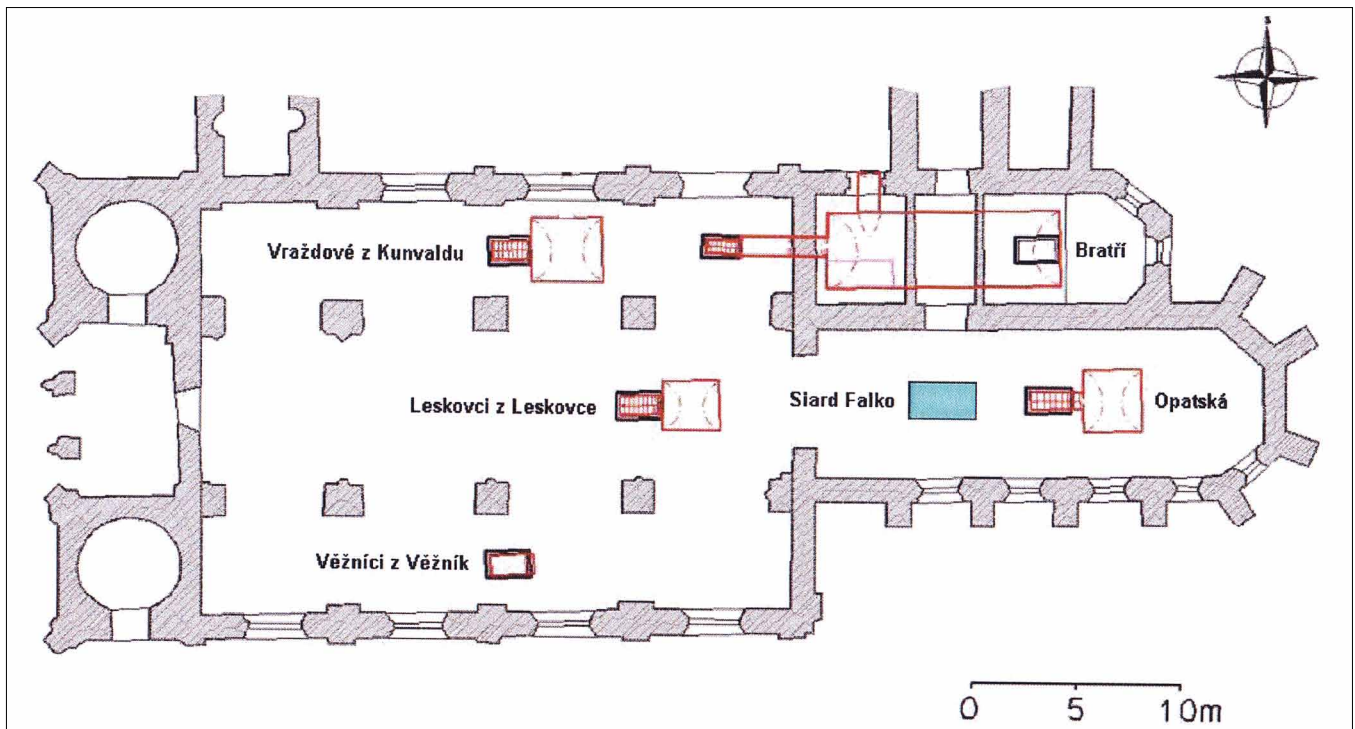 Vraždové z Kunvaldu
Bratří
Leskovci z Leskovce
Siard Falko
Opatská
Věžníci z Věžník
0 5 10m